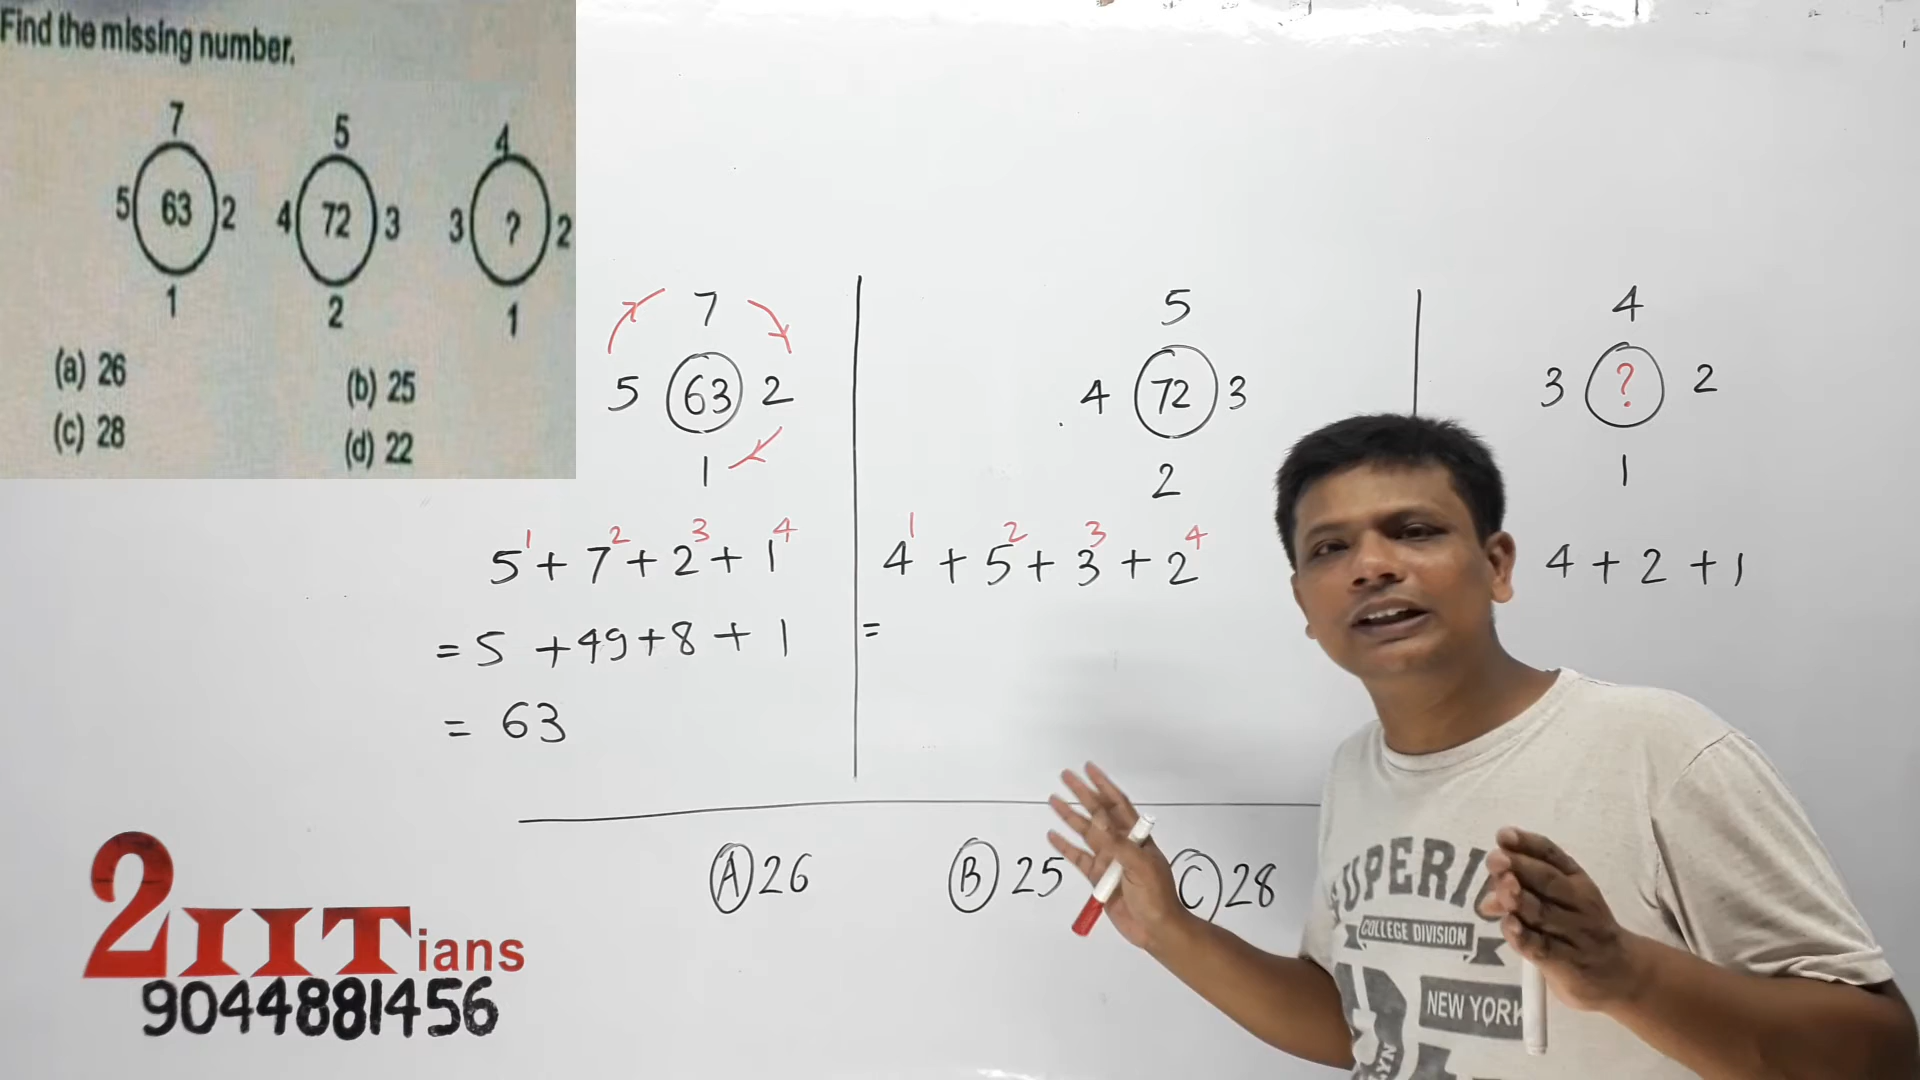 Find the missing number.
7
5 63 2
1
5
4 72 3
2
4
3 ? 2
1
(a) 26
(b) 25
(c) 28
(d) 22
7
5 63 2
1
5
4 72 3
2
4
3 ? 2
1
5¹ + 7² + 2³ + 1⁴
= 5 + 49 + 8 + 1
= 63
4¹ + 5² + 3³ + 2⁴
=
4 + 2 + 1
(A) 26 (B) 25 (C) 28
2IITians
9044881456
COLLEGE DIVISION
NEW YORK